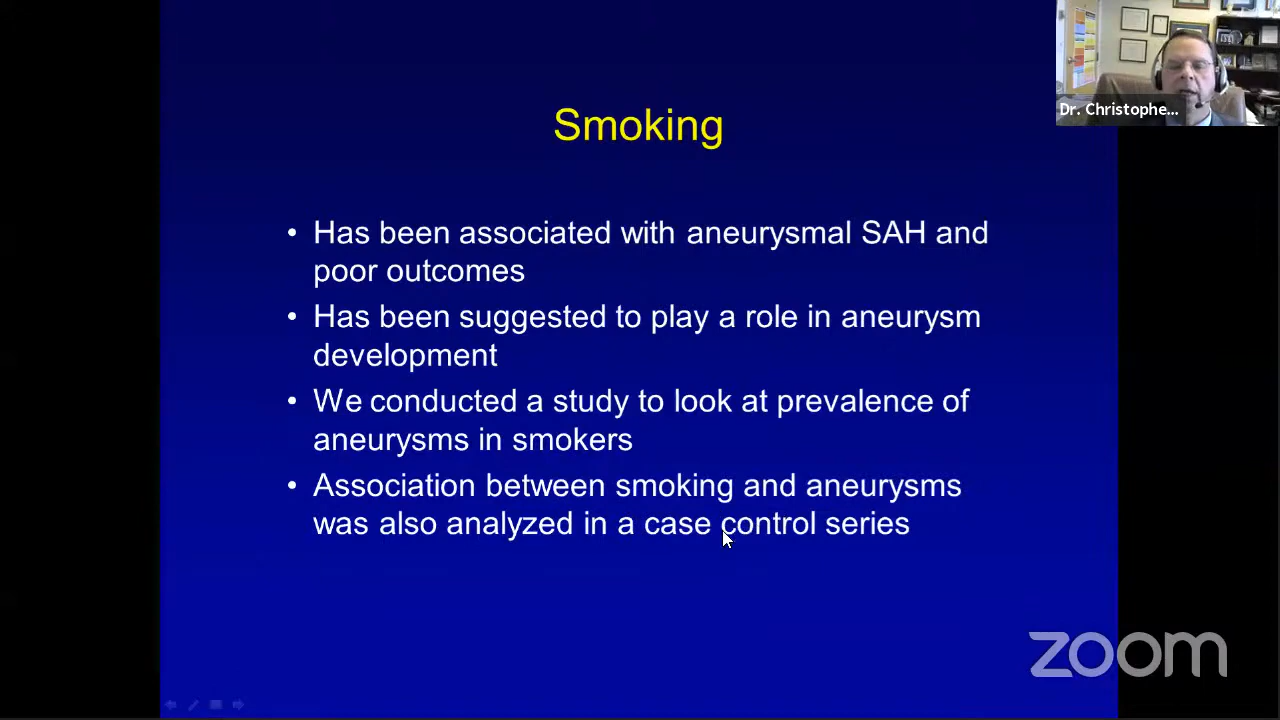 Smoking
• Has been associated with aneurysmal SAH and
poor outcomes
• Has been suggested to play a role in aneurysm
development
• We conducted a study to look at prevalence of
aneurysms in smokers
• Association between smoking and aneurysms
was also analyzed in a case control series
Dr. Christophe...
zoom